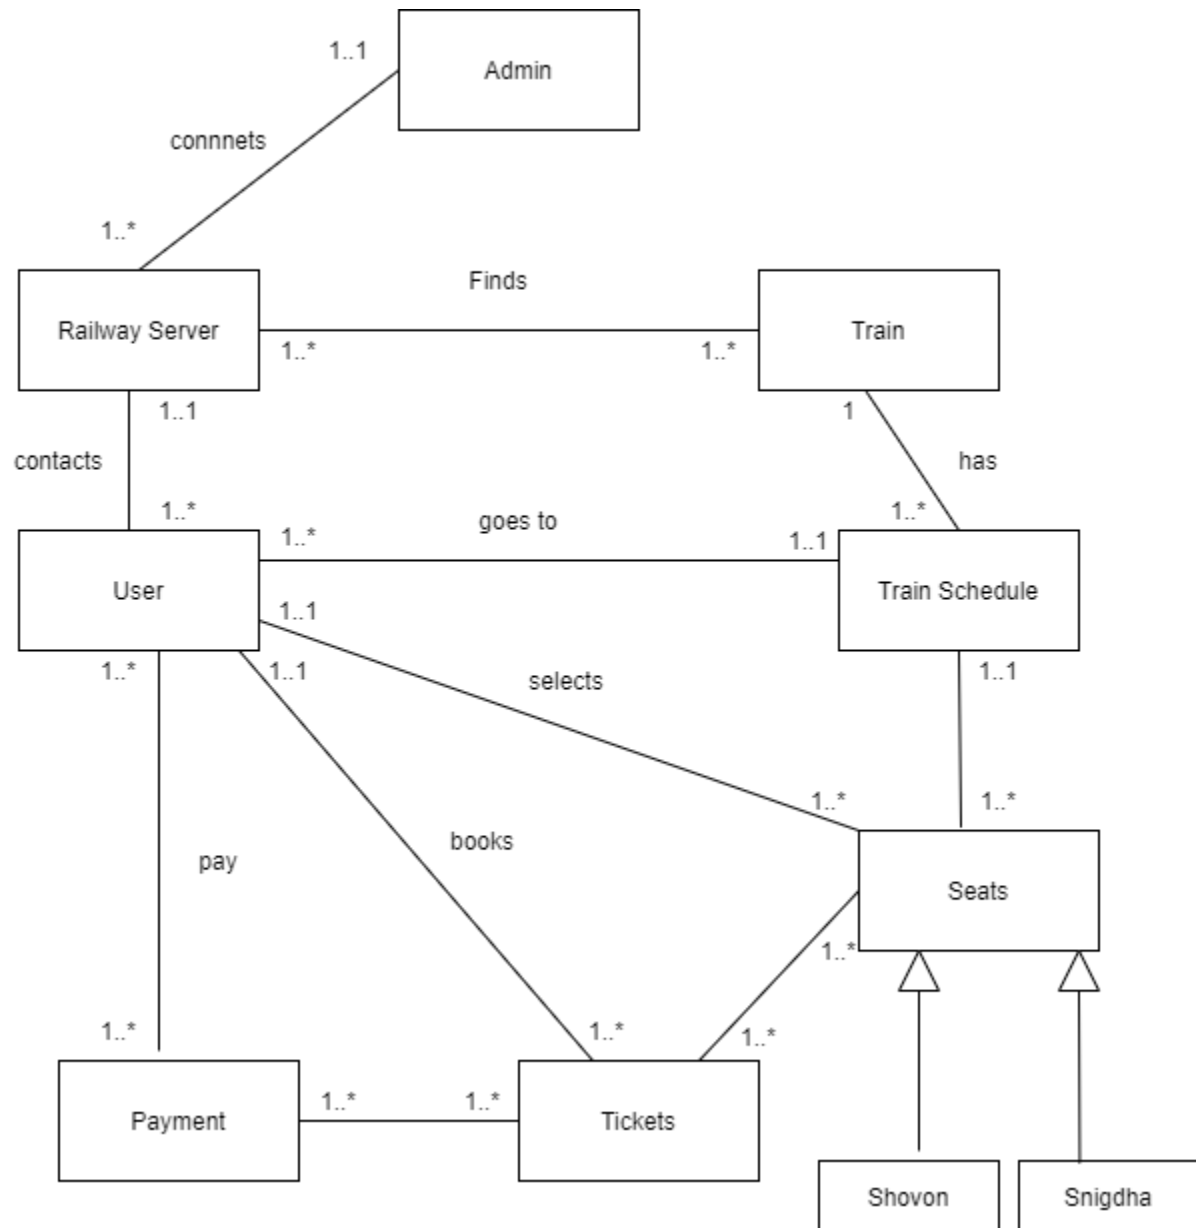 1..1
Admin
connnets
1..*
Finds
Railway Server
1..*
1..*
Train
1..1
1
contacts
has
1..*
1..*
goes to
1..*
1..1
User
Train Schedule
1..1
1..*
1..1
selects
1..1
1..*
1..*
books
pay
Seats
1..*
1..*
1..*
1..*
1..*
1..*
Payment
Tickets
Shovon
Snigdha